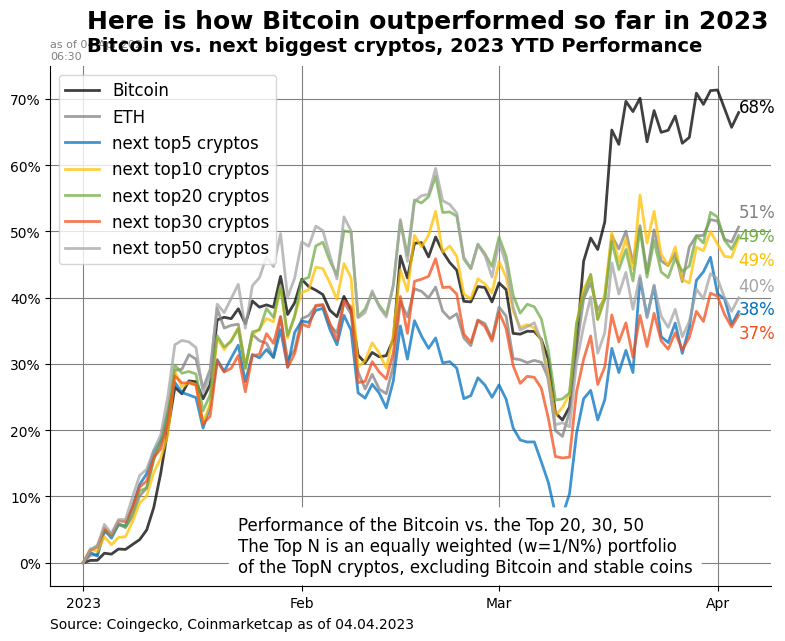 Here is how Bitcoin outperformed so far in 2023
Bitcoin vs. next biggest cryptos, 2023 YTD Performance
as of
06:30
Bitcoin
ETH
next top5 cryptos
next top10 cryptos
next top20 cryptos
next top30 cryptos
next top50 cryptos
70%
60%
50%
40%
30%
20%
10%
0%
68%
51%
49%
49%
40%
38%
37%
Performance of the Bitcoin vs. the Top 20, 30, 50
The Top N is an equally weighted (w=1/N%) portfolio
of the TopN cryptos, excluding Bitcoin and stable coins
2023
Feb
Mar
Apr
Source: Coingecko, Coinmarketcap as of 04.04.2023